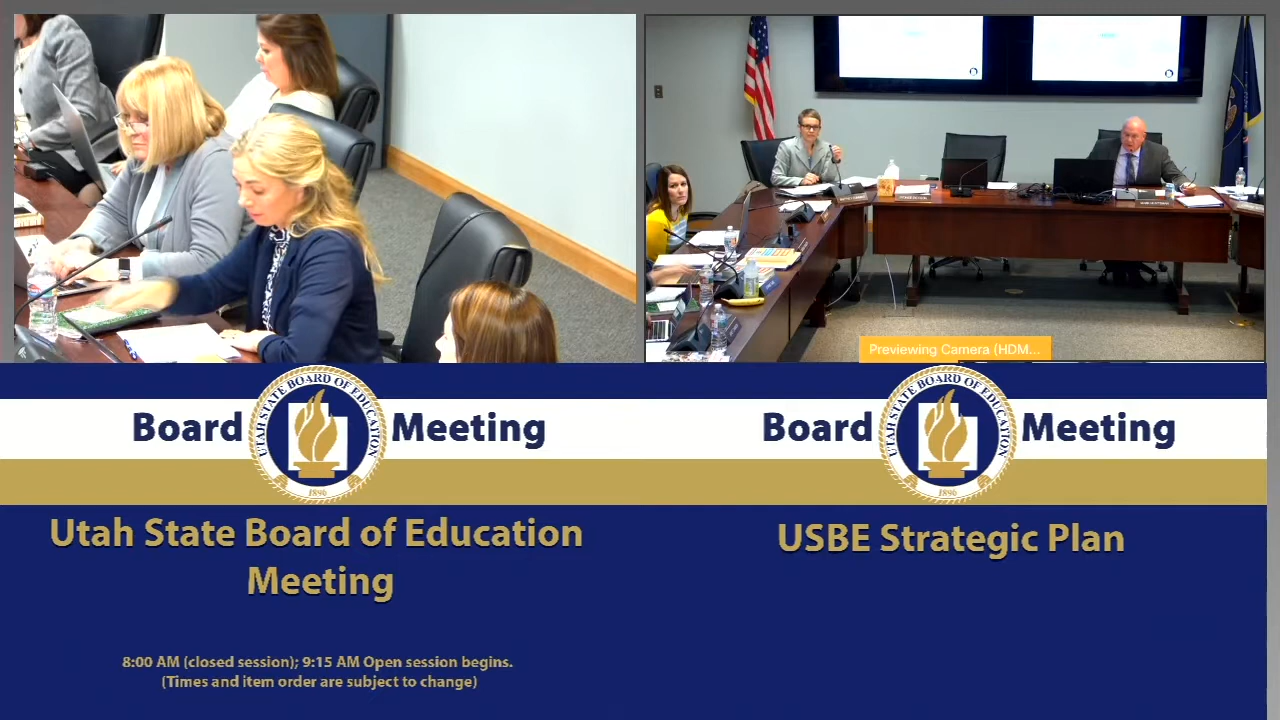 Previewing Camera (HDM...
Board Meeting
UTAH STATE BOARD OF EDUCATION
1896
Board Meeting
UTAH STATE BOARD OF EDUCATION
1896
Utah State Board of Education
Meeting
USBE Strategic Plan
8:00 AM (closed session); 9:15 AM Open session begins.
(Times and item order are subject to change)